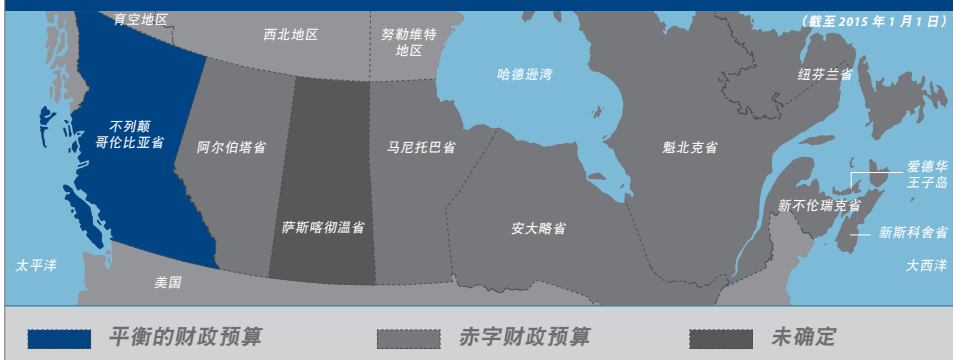 （截至2015年1月1日）
育空地区
西北地区
努勒维特
地区
哈德逊湾
纽芬兰省
不列颠
哥伦比亚省
阿尔伯塔省
马尼托巴省
魁北克省
爱德华
王子岛
新不伦瑞克省
萨斯喀彻溫省
安大略省
新斯科舍省
太平洋
大西洋
美国
平衡的财政预算
赤字财政预算
未确定